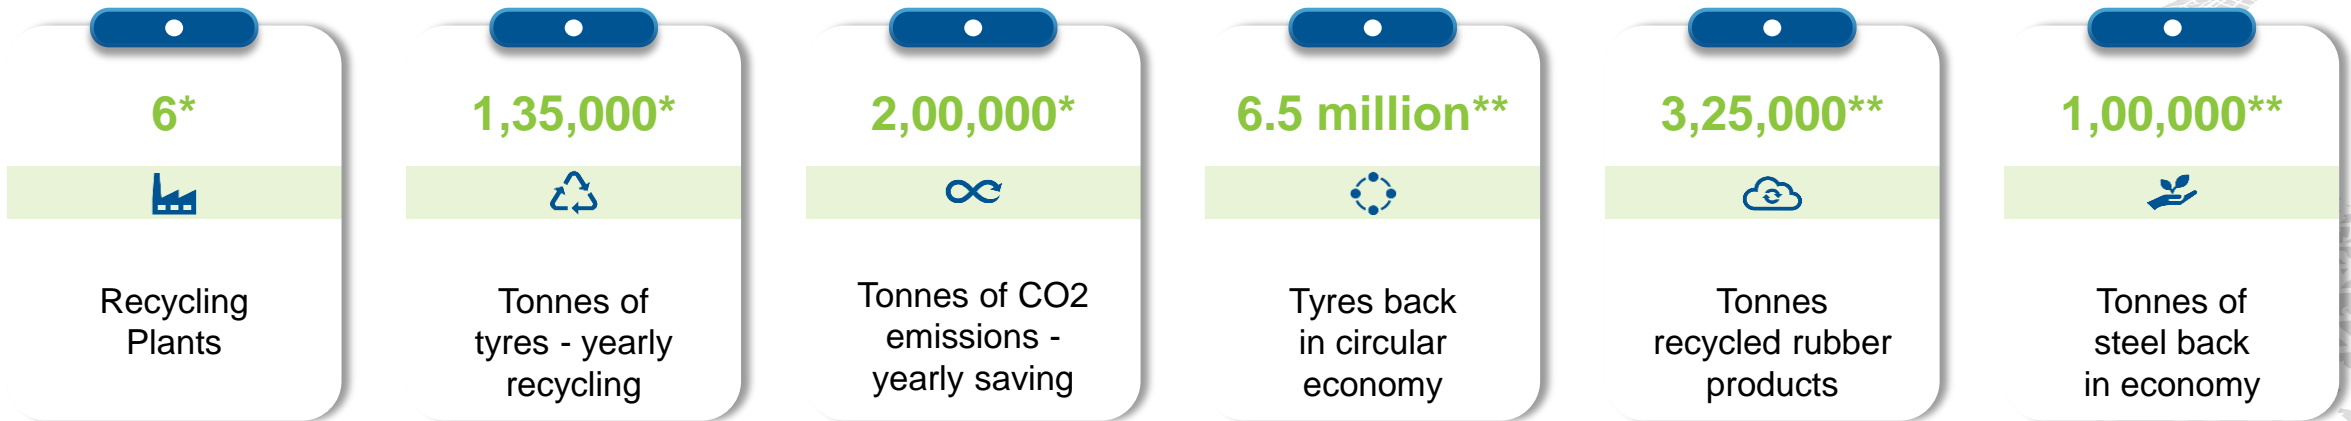 6*
Recycling
Plants
1,35,000*
Tonnes of
tyres - yearly
recycling
2,00,000*
Tonnes of CO2
emissions -
yearly saving
6.5 million**
Tyres back
in circular
economy
3,25,000**
Tonnes
recycled rubber
products
1,00,000**
Tonnes of
steel back
in economy